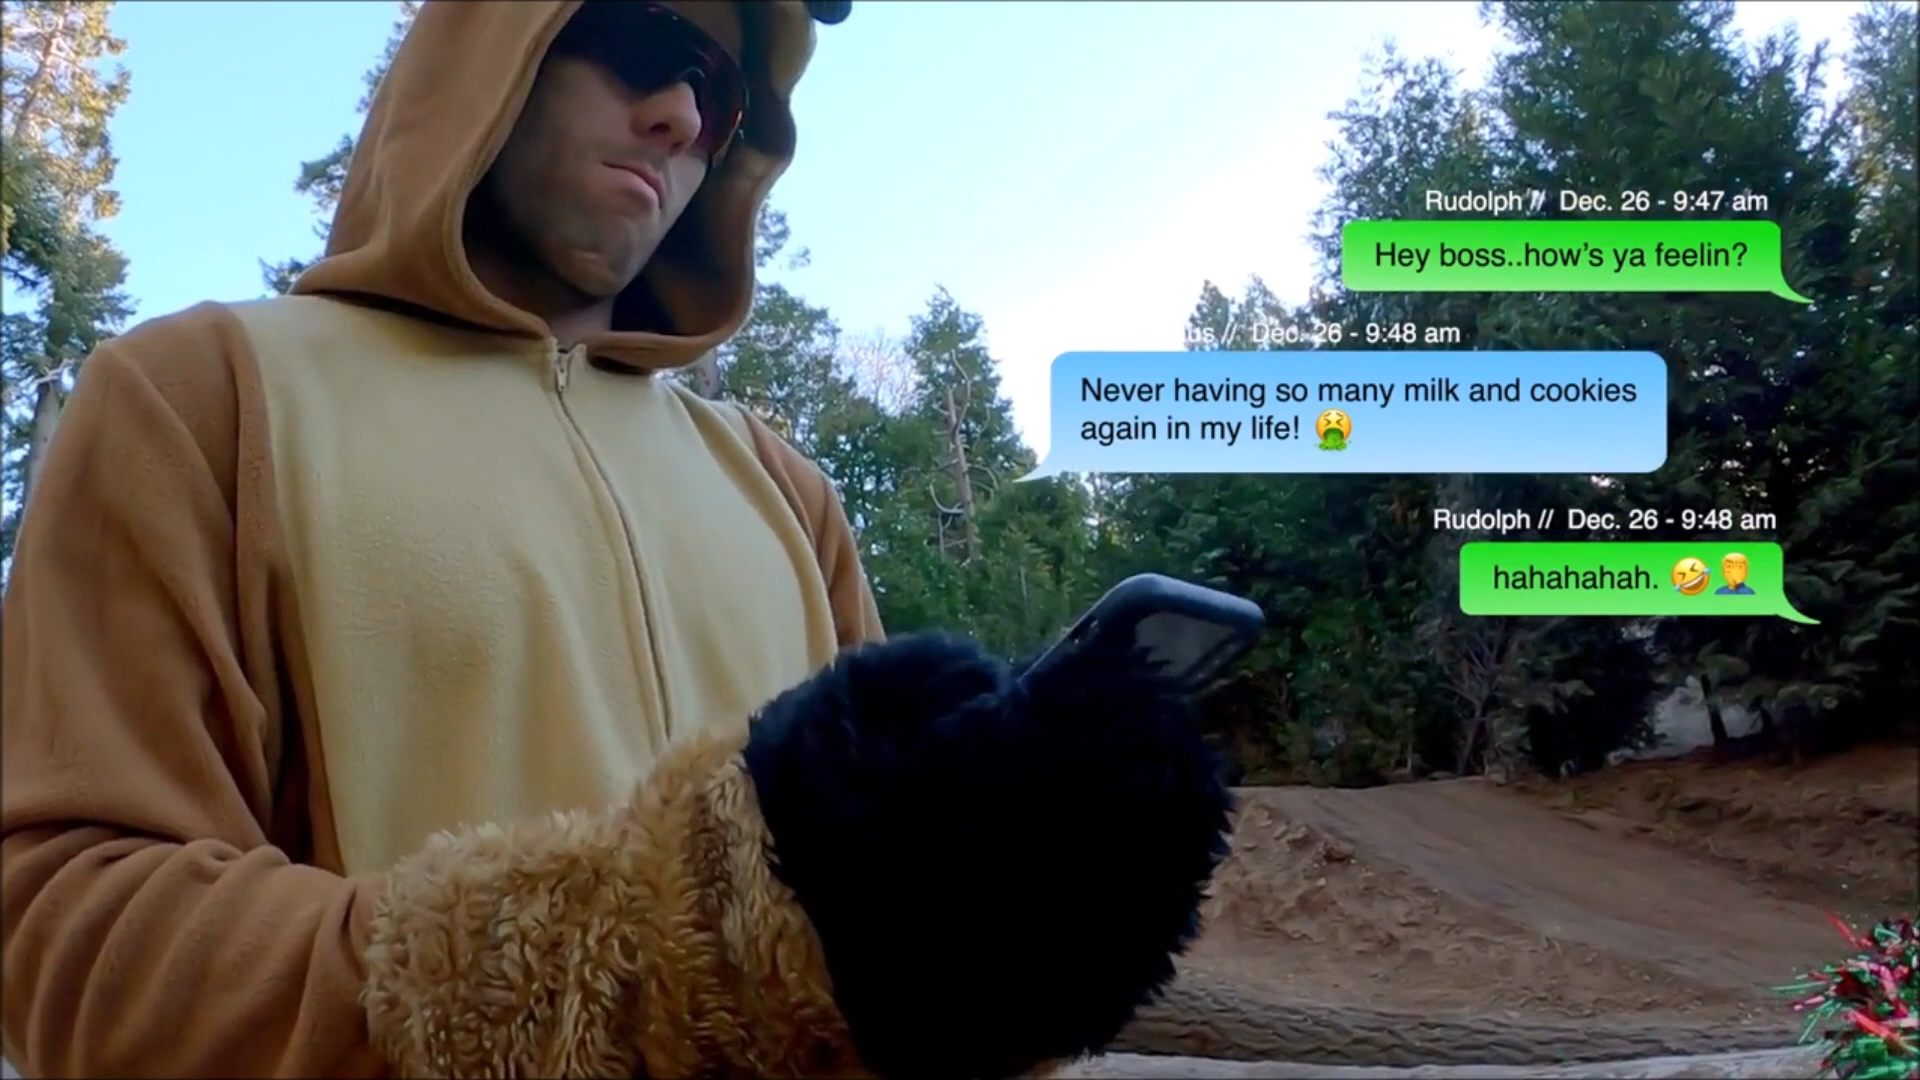 Rudolph // Dec. 26 - 9:47 am
Hey boss..how's ya feelin?
us // Dec. 26 - 9:48 am
Never having so many milk and cookies
again in my life! 🤮
Rudolph // Dec. 26 - 9:48 am
hahahahah. 🤣🤦‍♂️